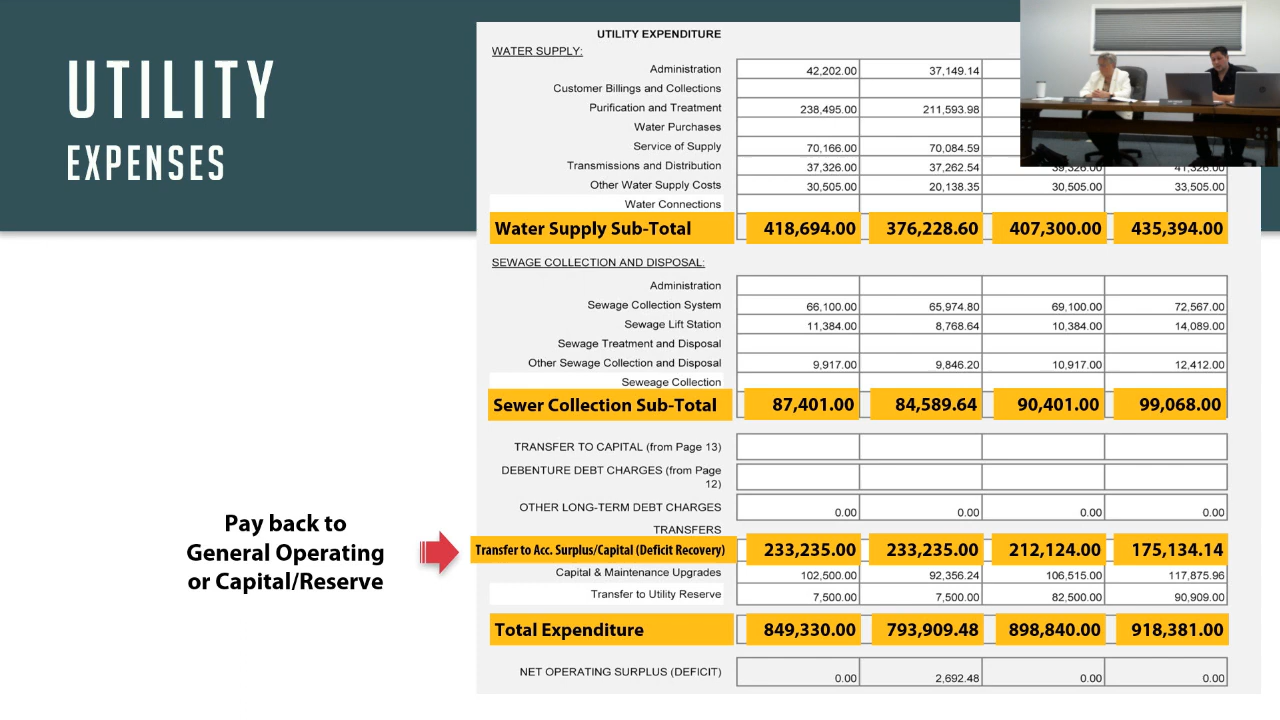 UTILITY
EXPENSES
UTILITY EXPENDITURE
WATER SUPPLY:
Administration 42,202.00 37,149.14
Customer Billings and Collections
Purification and Treatment 238,495.00 211,593.98
Water Purchases
Service of Supply 70,166.00 70,084.59
Transmissions and Distribution 37,326.00 37,262.54 39,326.00 41,326.00
Other Water Supply Costs 30,505.00 20,138.35 30,505.00 33,505.00
Water Connections
Water Supply Sub-Total 418,694.00 376,228.60 407,300.00 435,394.00
SEWAGE COLLECTION AND DISPOSAL:
Administration
Sewage Collection System 66,100.00 65,974.80 69,100.00 72,567.00
Sewage Lift Station 11,384.00 8,768.64 10,384.00 14,089.00
Sewage Treatment and Disposal
Other Sewage Collection and Disposal 9,917.00 9,846.20 10,917.00 12,412.00
Seweage Collection
Sewer Collection Sub-Total 87,401.00 84,589.64 90,401.00 99,068.00
TRANSFER TO CAPITAL (from Page 13)
DEBENTURE DEBT CHARGES (from Page
12)
OTHER LONG-TERM DEBT CHARGES 0.00 0.00 0.00 0.00
TRANSFERS
Pay back to
General Operating
or Capital/Reserve
Transfer to Acc. Surplus/Capital (Deficit Recovery) 233,235.00 233,235.00 212,124.00 175,134.14
Capital & Maintenance Upgrades 102,500.00 92,356.24 106,515.00 117,875.96
Transfer to Utility Reserve 7,500.00 7,500.00 82,500.00 90,909.00
Total Expenditure 849,330.00 793,909.48 898,840.00 918,381.00
NET OPERATING SURPLUS (DEFICIT) 0.00 2,692.48 0.00 0.00